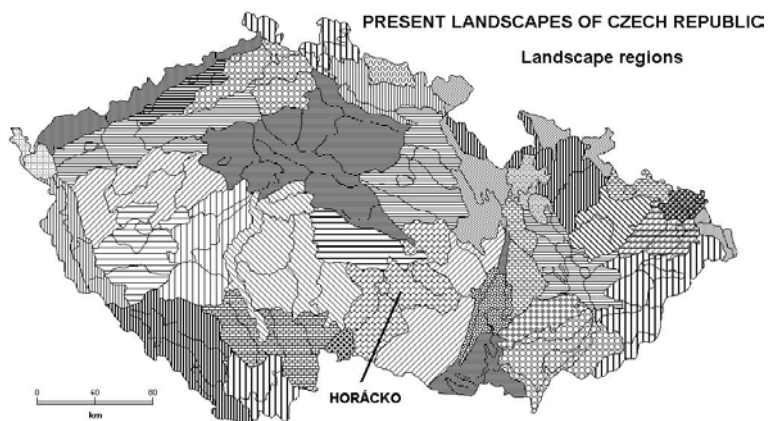 PRESENT LANDSCAPES OF CZECH REPUBLIC
Landscape regions
HORÁCKO
0 40 80
km